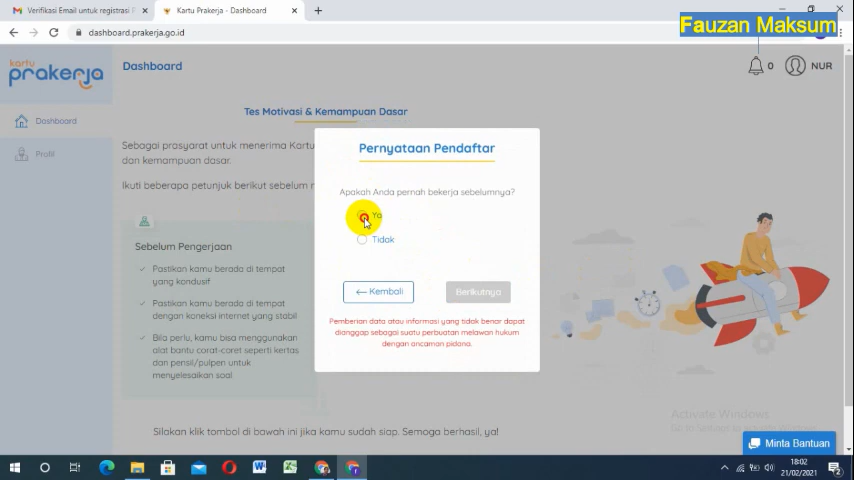 Verifikasi Email untuk registrasi P
Kartu Prakerja - Dashboard
dashboard.prakerja.go.id
Fauzan Maksum
kartu
prakerja
Dashboard
0
NUR
Dashboard
Profil
Tes Motivasi & Kemampuan Dasar
Sebagai prasyarat untuk menerima Kartu
dan kemampuan dasar.
Ikuti beberapa petunjuk berikut sebelum m
Sebelum Pengerjaan
Pastikan kamu berada di tempat
yang kondusif
Pastikan kamu berada di tempat
dengan koneksi internet yang stabil
Bila perlu, kamu bisa menggunakan
alat bantu corat-coret seperti kertas
dan pensil/pulpen untuk
menyelesaikan soal
Pernyataan Pendaftar
Apakah Anda pernah bekerja sebelumnya?
Ya
Tidak
← Kembali
Berikutnya
Pemberian data atau informasi yang tidak benar dapat
dianggap sebagai suatu perbuatan melawan hukum
dengan ancaman pidana.
Silakan klik tombol di bawah ini jika kamu sudah siap. Semoga berhasil, ya!
Activate Windows
Minta Bantuan
18:02
21/02/2021
2